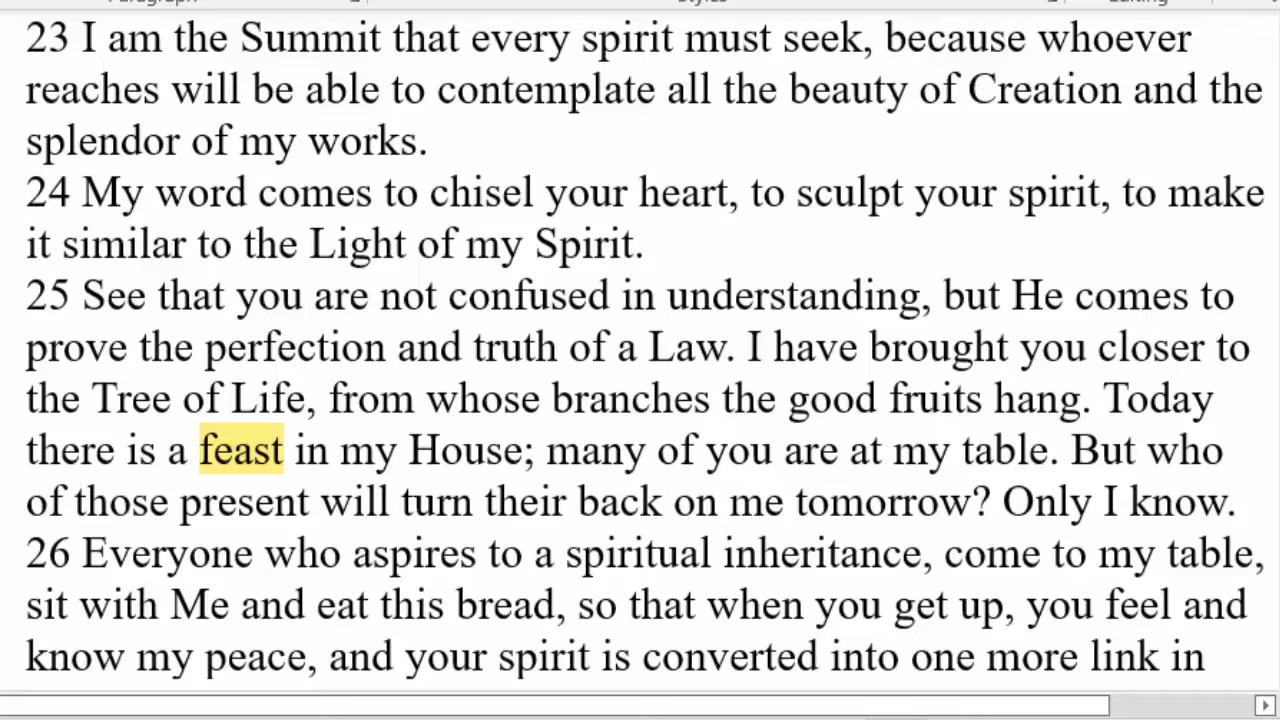 23 I am the Summit that every spirit must seek, because whoever
reaches will be able to contemplate all the beauty of Creation and the
splendor of my works.
24 My word comes to chisel your heart, to sculpt your spirit, to make
it similar to the Light of my Spirit.
25 See that you are not confused in understanding, but He comes to
prove the perfection and truth of a Law. I have brought you closer to
the Tree of Life, from whose branches the good fruits hang. Today
there is a feast in my House; many of you are at my table. But who
of those present will turn their back on me tomorrow? Only I know.
26 Everyone who aspires to a spiritual inheritance, come to my table,
sit with Me and eat this bread, so that when you get up, you feel and
know my peace, and your spirit is converted into one more link in